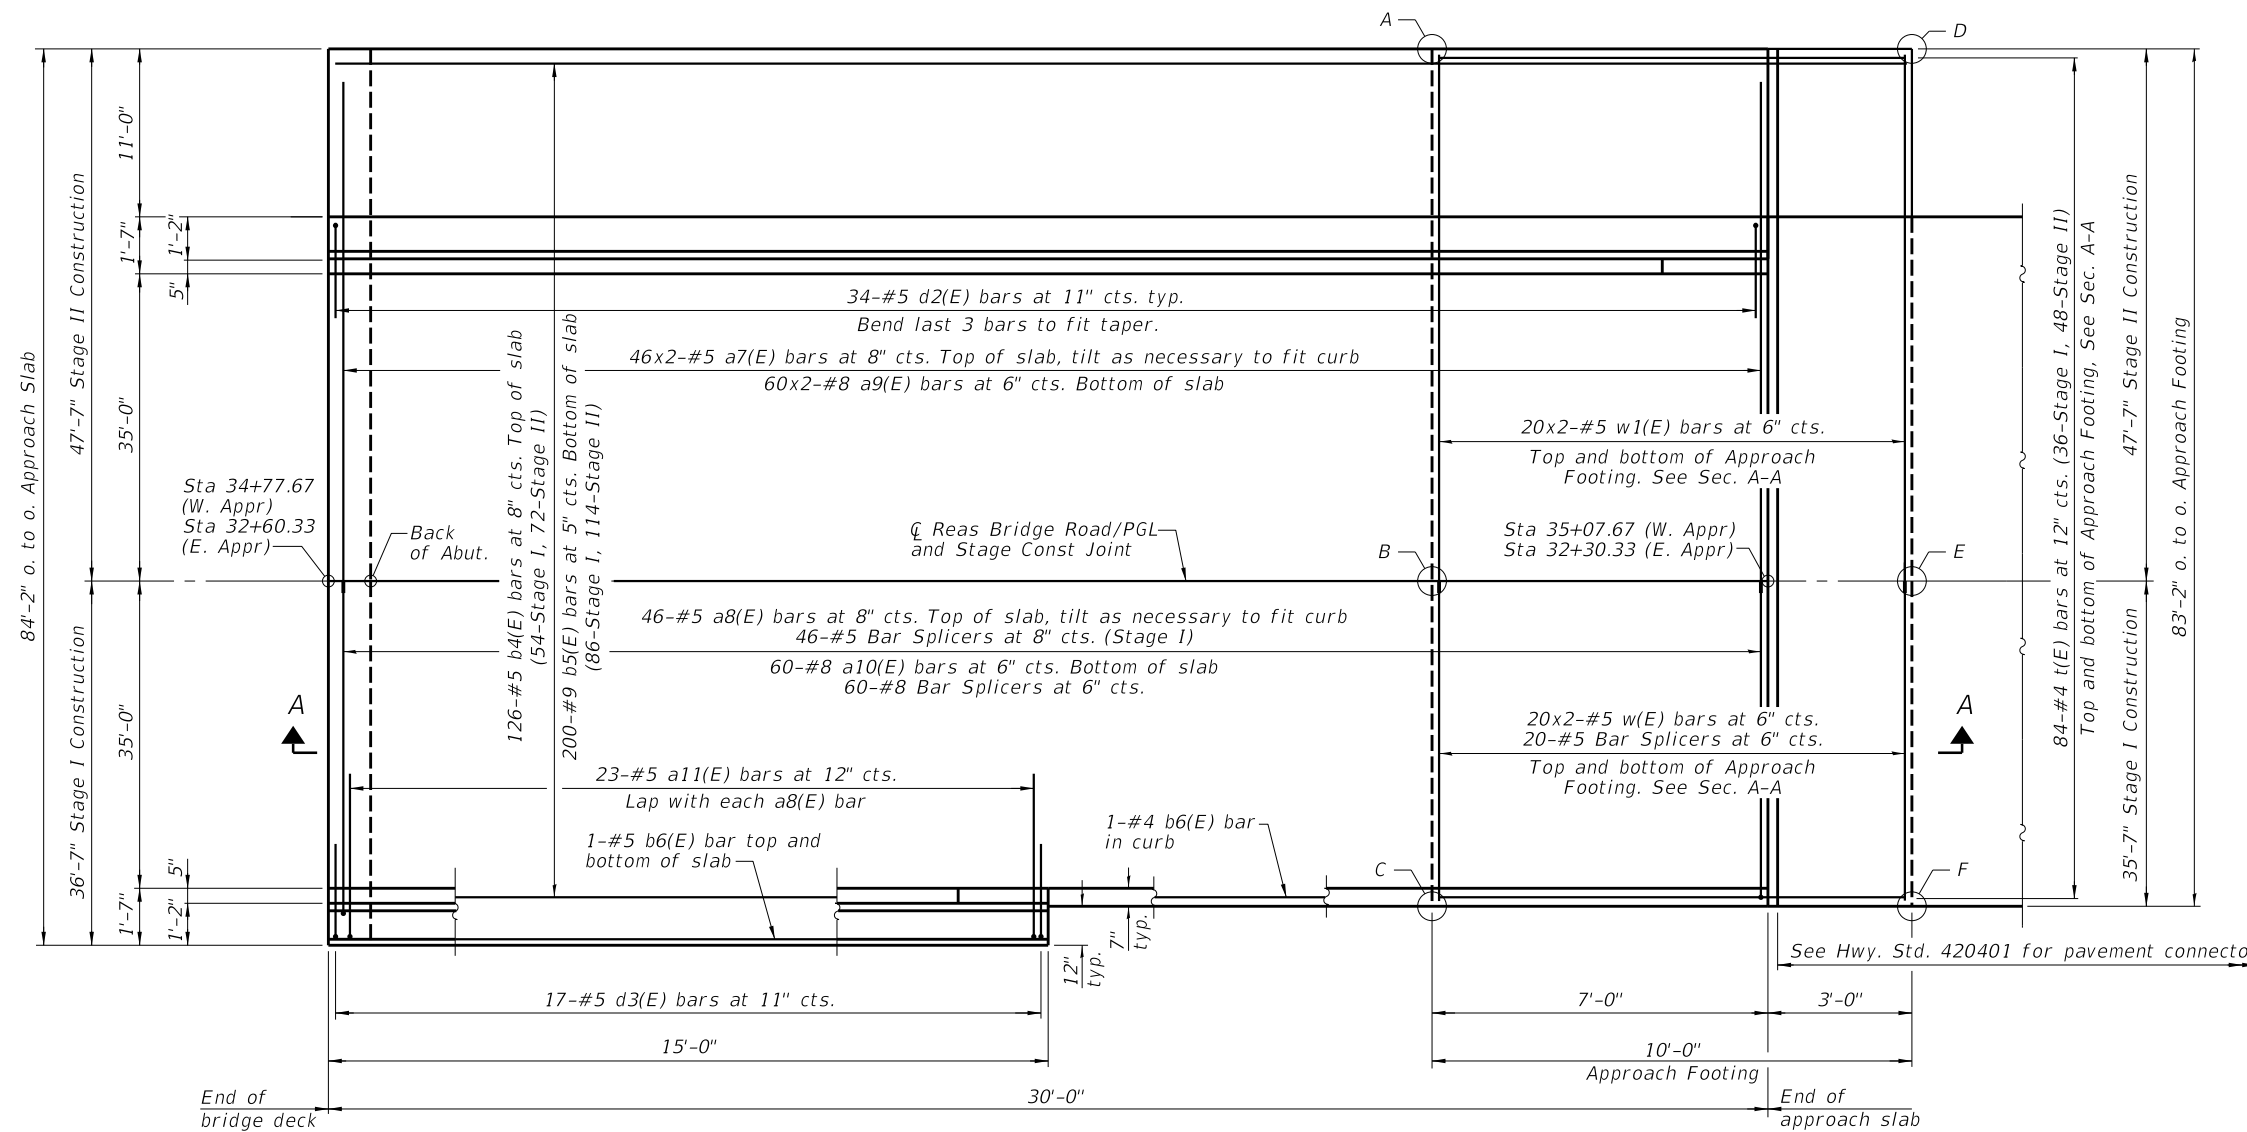 A
D
11'-0"
1'-7"
1'-2"
5"
35'-0"
35'-0"
5"
1'-7"
1'-2"
84'-2" o. to o. Approach Slab
47'-7" Stage II Construction
36'-7" Stage I Construction
34-#5 d2(E) bars at 11" cts. typ.
Bend last 3 bars to fit taper.
46x2-#5 a7(E) bars at 8" cts. Top of slab, tilt as necessary to fit curb
60x2-#8 a9(E) bars at 6" cts. Bottom of slab
126-#5 b4(E) bars at 8" cts. Top of slab
(54-Stage I, 72-Stage II)
200-#9 b5(E) bars at 5" cts. Bottom of slab
(86-Stage I, 114-Stage II)
20x2-#5 w1(E) bars at 6" cts.
Top and bottom of Approach
Footing. See Sec. A-A
Sta 34+77.67
(W. Appr)
Sta 32+60.33
(E. Appr)
Back
of Abut.
℄ Reas Bridge Road/PGL
and Stage Const Joint
B
Sta 35+07.67 (W. Appr)
Sta 32+30.33 (E. Appr)
E
84-#4 t(E) bars at 12" cts. (36-Stage I, 48-Stage II)
Top and bottom of Approach Footing, See Sec. A-A
47'-7" Stage II Construction
35'-7" Stage I Construction
83'-2" o. to o. Approach Footing
46-#5 a8(E) bars at 8" cts. Top of slab, tilt as necessary to fit curb
46-#5 Bar Splicers at 8" cts. (Stage I)
60-#8 a10(E) bars at 6" cts. Bottom of slab
60-#8 Bar Splicers at 6" cts.
A
A
20x2-#5 w(E) bars at 6" cts.
20-#5 Bar Splicers at 6" cts.
Top and bottom of Approach
Footing. See Sec. A-A
23-#5 a11(E) bars at 12" cts.
Lap with each a8(E) bar
1-#5 b6(E) bar top and
bottom of slab
1-#4 b6(E) bar
in curb
C
F
7"
typ.
12"
typ.
See Hwy. Std. 420401 for pavement connecto
17-#5 d3(E) bars at 11" cts.
7'-0"
3'-0"
15'-0"
10'-0"
Approach Footing
30'-0"
End of
bridge deck
End of
approach slab